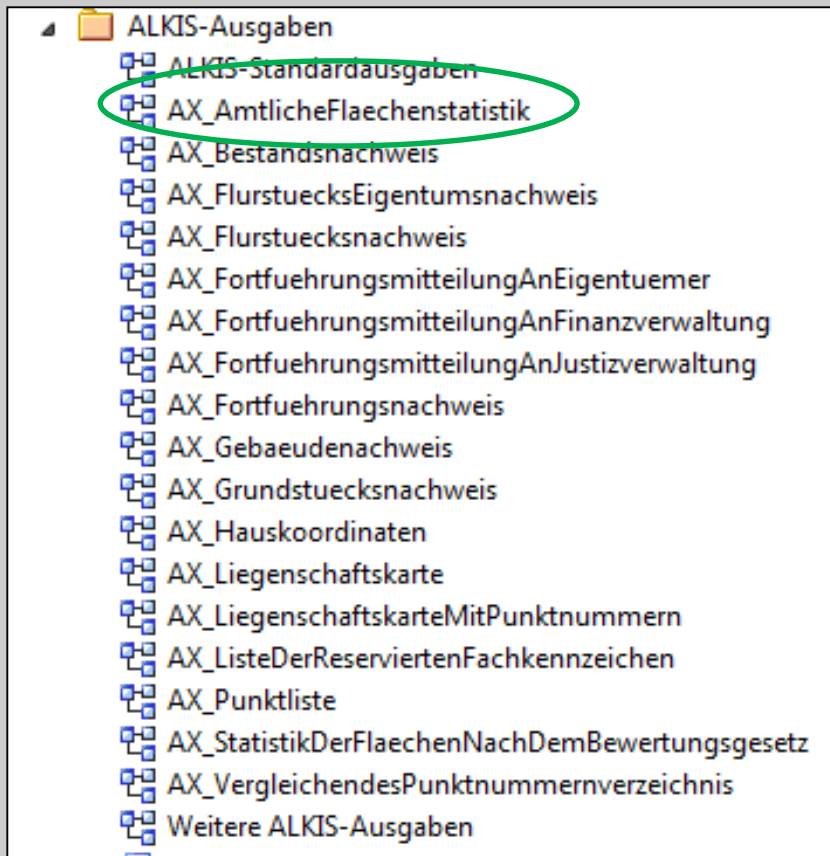 ALKIS-Ausgaben
ALKIS-Standardausgaben
AX_AmtlicheFlaechenstatistik
AX_Bestandsnachweis
AX_FlurstuecksEigentumsnachweis
AX_Flurstuecksnachweis
AX_FortfuehrungsmitteilungAnEigentuemer
AX_FortfuehrungsmitteilungAnFinanzverwaltung
AX_FortfuehrungsmitteilungAnJustizverwaltung
AX_Fortfuehrungsnachweis
AX_Gebaeudenachweis
AX_Grundstuecksnachweis
AX_Hauskoordinaten
AX_Liegenschaftskarte
AX_LiegenschaftskarteMitPunktnummern
AX_ListeDerReserviertenFachkennzeichen
AX_Punktliste
AX_StatistikDerFlaechenNachDemBewertungsgesetz
AX_VergleichendesPunktnummernverzeichnis
Weitere ALKIS-Ausgaben